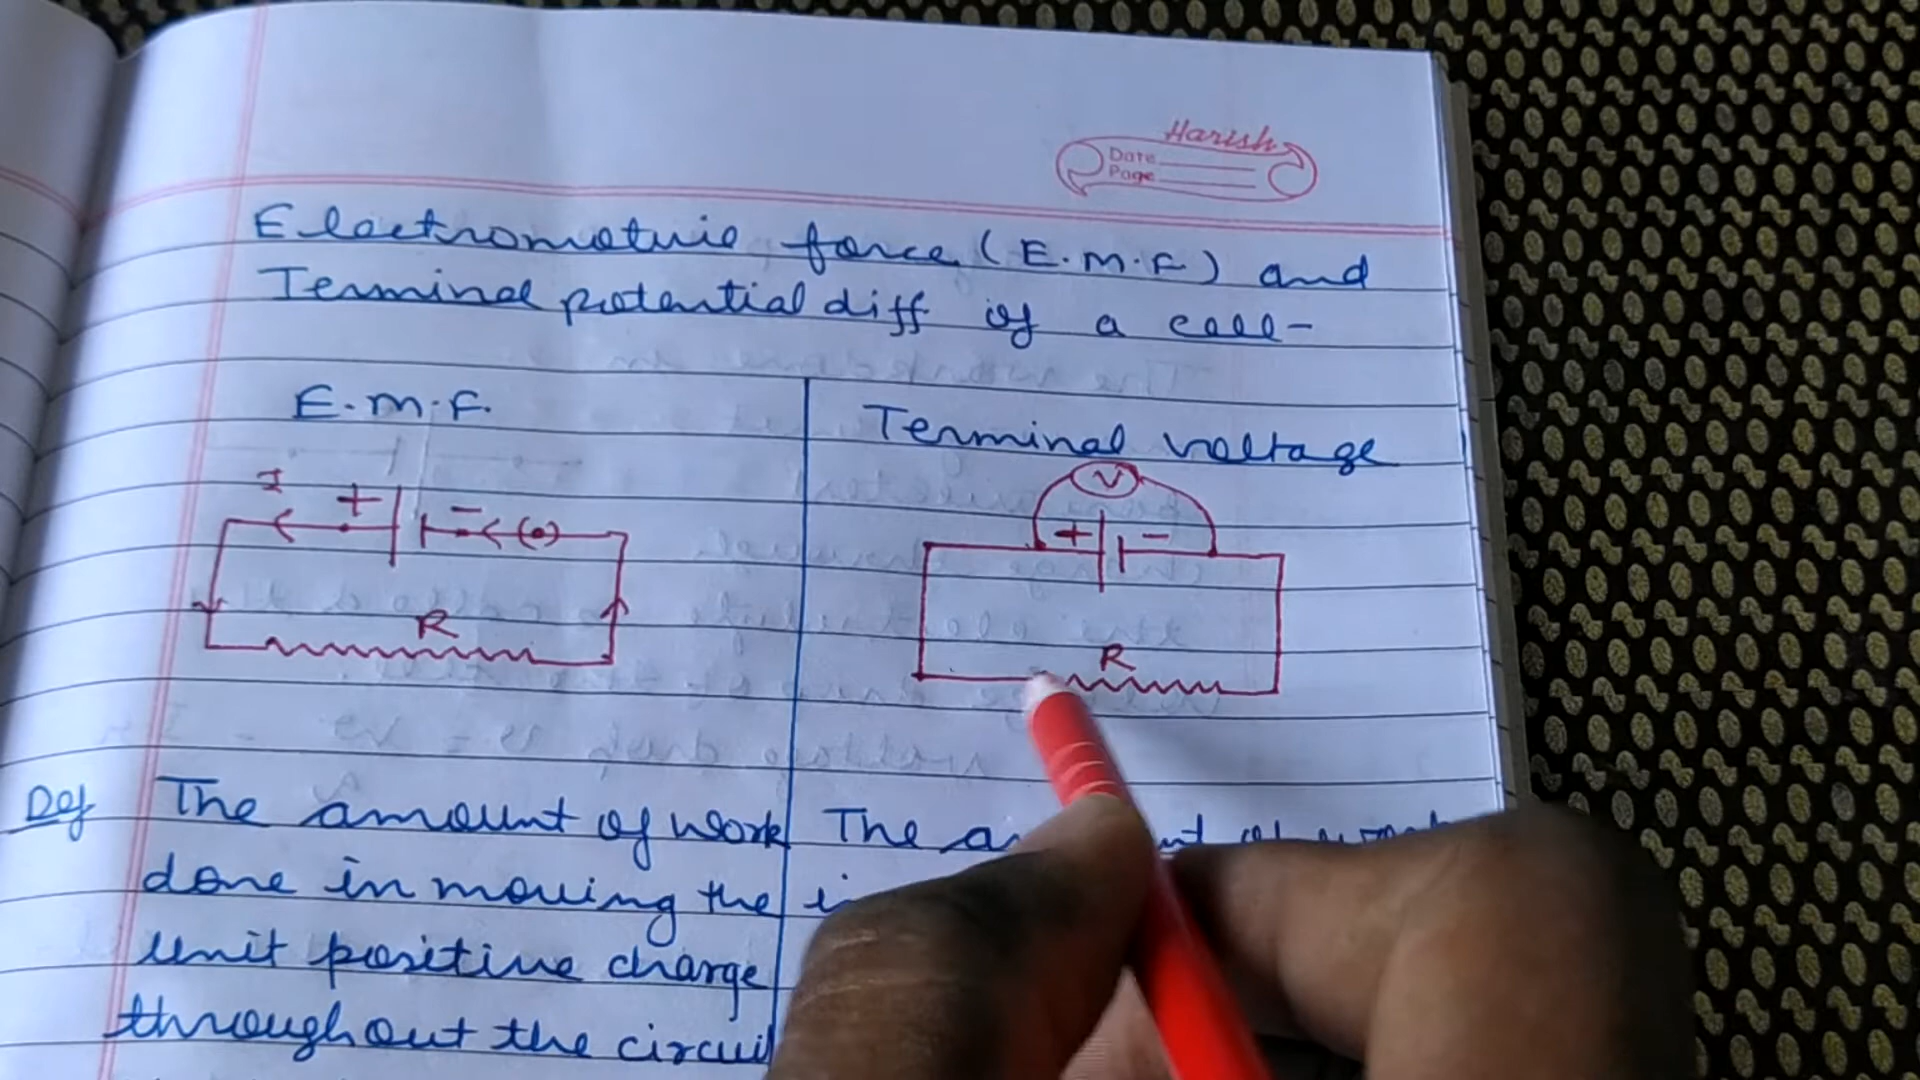 Harish
Date
Page
Electromotive force (E.M.F) and
Terminal potential diff of a cell-
E.M.F.
Terminal voltage
I
+ -
V
+ -
R
R
Def The amount of work
done in moving the
unit positive charge
throughout the circuit
The